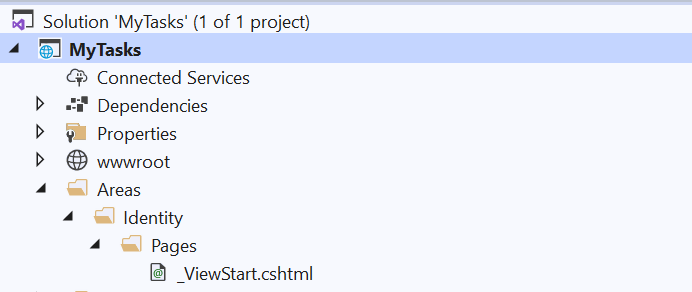 Solution 'MyTasks' (1 of 1 project)
MyTasks
Connected Services
Dependencies
Properties
wwwroot
Areas
Identity
Pages
_ViewStart.cshtml